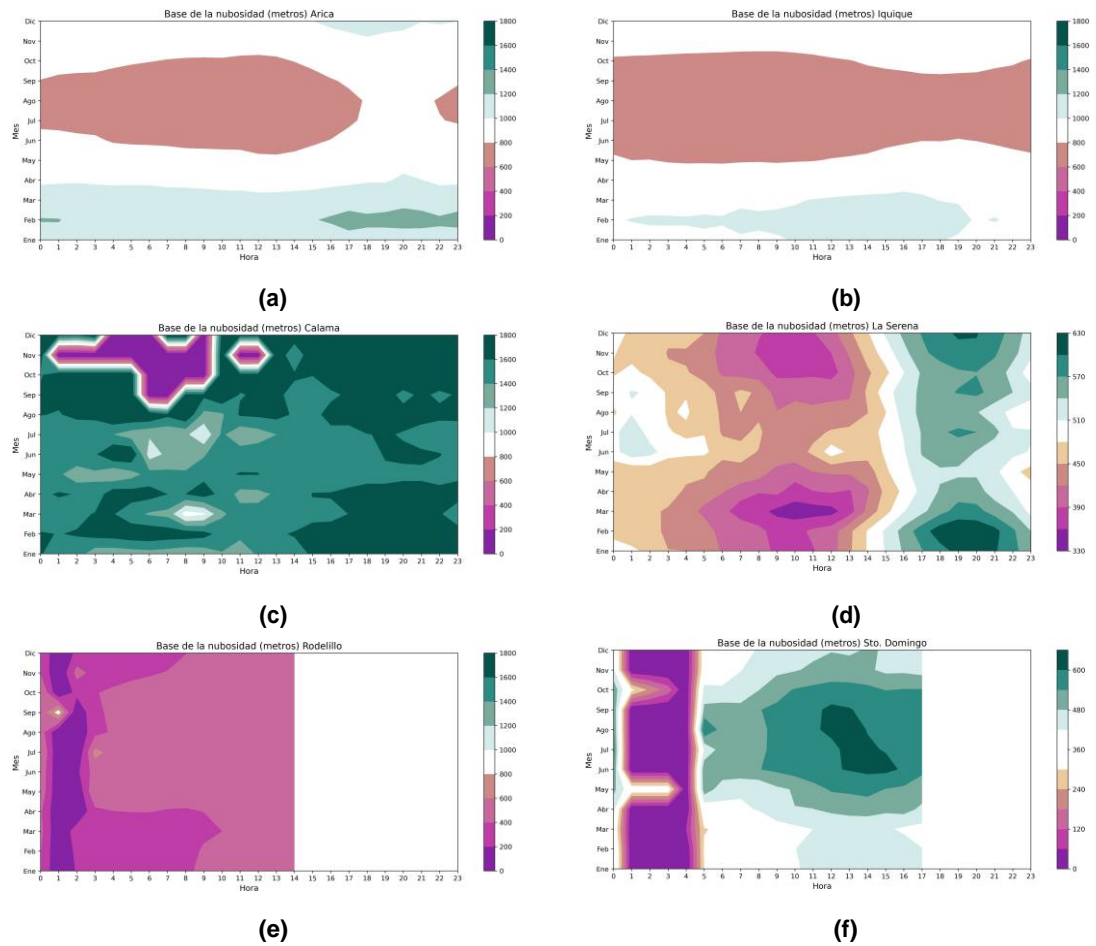 Base de la nubosidad (metros) Arica
Dic
Nov
Oct
Sep
Ago
Jul
Jun
May
Abr
Mar
Feb
Ene
Mes
0 1 2 3 4 5 6 7 8 9 10 11 12 13 14 15 16 17 18 19 20 21 22 23
Hora
1800
1600
1400
1200
1000
800
600
400
200
0
(a)
Base de la nubosidad (metros) Iquique
Dic
Nov
Oct
Sep
Ago
Jul
Jun
May
Abr
Mar
Feb
Ene
Mes
0 1 2 3 4 5 6 7 8 9 10 11 12 13 14 15 16 17 18 19 20 21 22 23
Hora
1800
1600
1400
1200
1000
800
600
400
200
0
(b)
Base de la nubosidad (metros) Calama
Dic
Nov
Oct
Sep
Ago
Jul
Jun
May
Abr
Mar
Feb
Ene
Mes
0 1 2 3 4 5 6 7 8 9 10 11 12 13 14 15 16 17 18 19 20 21 22 23
Hora
1800
1600
1400
1200
1000
800
600
400
200
0
(c)
Base de la nubosidad (metros) La Serena
Dic
Nov
Oct
Sep
Ago
Jul
Jun
May
Abr
Mar
Feb
Ene
Mes
0 1 2 3 4 5 6 7 8 9 10 11 12 13 14 15 16 17 18 19 20 21 22 23
Hora
630
570
510
450
390
330
(d)
Base de la nubosidad (metros) Rodelillo
Dic
Nov
Oct
Sep
Ago
Jul
Jun
May
Abr
Mar
Feb
Ene
Mes
0 1 2 3 4 5 6 7 8 9 10 11 12 13 14 15 16 17 18 19 20 21 22 23
Hora
1800
1600
1400
1200
1000
800
600
400
200
0
(e)
Base de la nubosidad (metros) Sto. Domingo
Dic
Nov
Oct
Sep
Ago
Jul
Jun
May
Abr
Mar
Feb
Ene
Mes
0 1 2 3 4 5 6 7 8 9 10 11 12 13 14 15 16 17 18 19 20 21 22 23
Hora
600
480
360
240
120
0
(f)